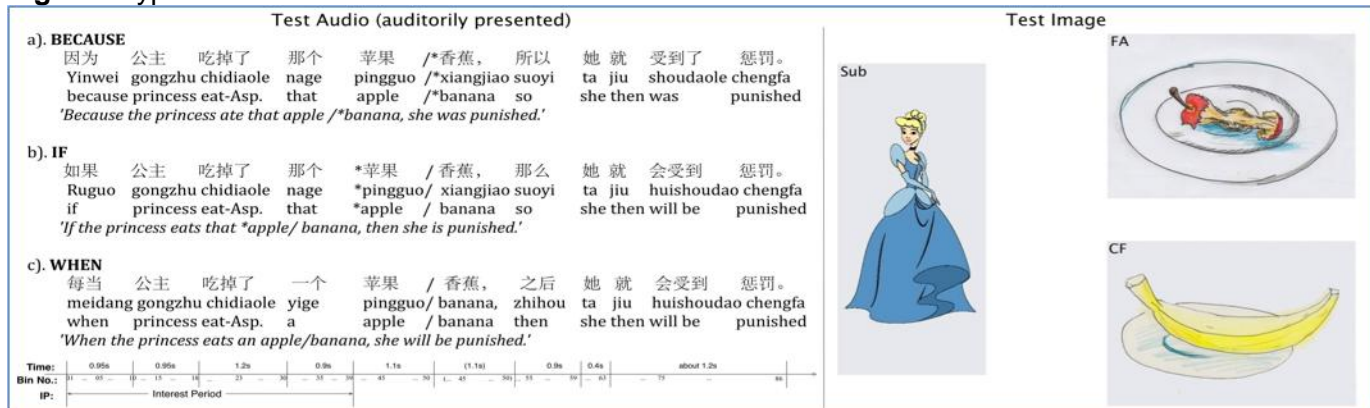 Test Audio (auditorily presented)
Test Image
a). BECAUSE
因为 公主 吃掉了 那个 苹果 /*香蕉， 所以 她 就 受到了 惩罚。
Yinwei gongzhu chidiaole nage pingguo /*xiangjiao suoyi ta jiu shoudaole chengfa
because princess eat-Asp. that apple /*banana so she then was punished
'Because the princess ate that apple /*banana, she was punished.'
b). IF
如果 公主 吃掉了 那个 *苹果 / 香蕉， 那么 她 就 会受到 惩罚。
Ruguo gongzhu chidiaole nage *pingguo/ xiangjiao suoyi ta jiu huishoudao chengfa
if princess eat-Asp. that *apple / banana so she then will be punished
'If the princess eats that *apple/ banana, then she is punished.'
c). WHEN
每当 公主 吃掉了 一个 苹果 / 香蕉， 之后 她 就 会受到 惩罚。
meidang gongzhu chidiaole yige pingguo/ banana, zhihou ta jiu huishoudao chengfa
when princess eat-Asp. a apple / banana then she then will be punished
'When the princess eats an apple/banana, she will be punished.'
Time: 0.95s 0.95s 1.2s 0.9s 1.1s (1.1s) 0.9s 0.4s about 1.2s
Bin No.:
IP: Interest Period
Sub
FA
CF